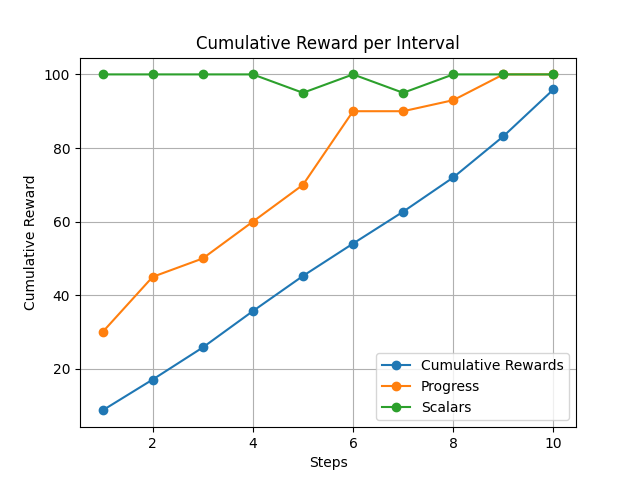 Cumulative Reward per Interval
Cumulative Reward
100
80
60
40
20
2 4 6 8 10
Steps
Cumulative Rewards
Progress
Scalars